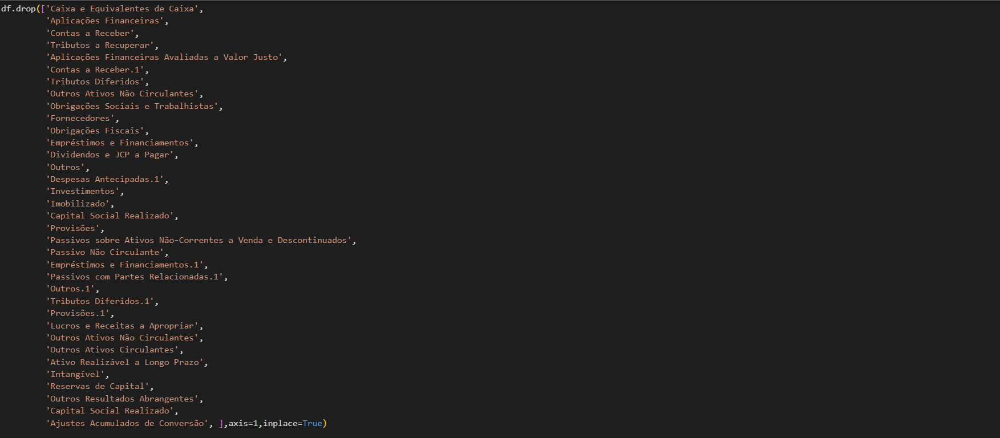 df.drop(['Caixa e Equivalentes de Caixa',
'Aplicações Financeiras',
'Contas a Receber',
'Tributos a Recuperar',
'Aplicações Financeiras Avaliadas a Valor Justo',
'Contas a Receber.1',
'Tributos Diferidos',
'Outros Ativos Não Circulantes',
'Obrigações Sociais e Trabalhistas',
'Fornecedores',
'Obrigações Fiscais',
'Empréstimos e Financiamentos',
'Dividendos e JCP a Pagar',
'Outros',
'Despesas Antecipadas.1',
'Investimentos',
'Imobilizado',
'Capital Social Realizado',
'Provisões',
'Passivos sobre Ativos Não-Correntes a Venda e Descontinuados',
'Passivo Não Circulante',
'Empréstimos e Financiamentos.1',
'Passivos com Partes Relacionadas.1',
'Outros.1',
'Tributos Diferidos.1',
'Provisões.1',
'Lucros e Receitas a Apropriar',
'Outros Ativos Não Circulantes',
'Outros Ativos Circulantes',
'Ativo Realizável a Longo Prazo',
'Intangível',
'Reservas de Capital',
'Outros Resultados Abrangentes',
'Capital Social Realizado',
'Ajustes Acumulados de Conversão', ],axis=1,inplace=True)